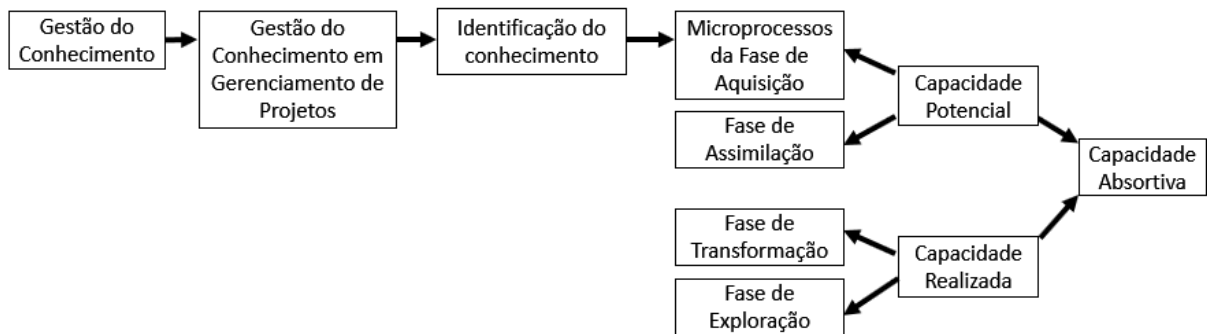 Gestão do
Conhecimento
Gestão do
Conhecimento em
Gerenciamento de
Projetos
Identificação do
conhecimento
Microprocessos
da Fase de
Aquisição
Capacidade
Potencial
Fase de
Assimilação
Capacidade
Absortiva
Fase de
Transformação
Capacidade
Realizada
Fase de
Exploração